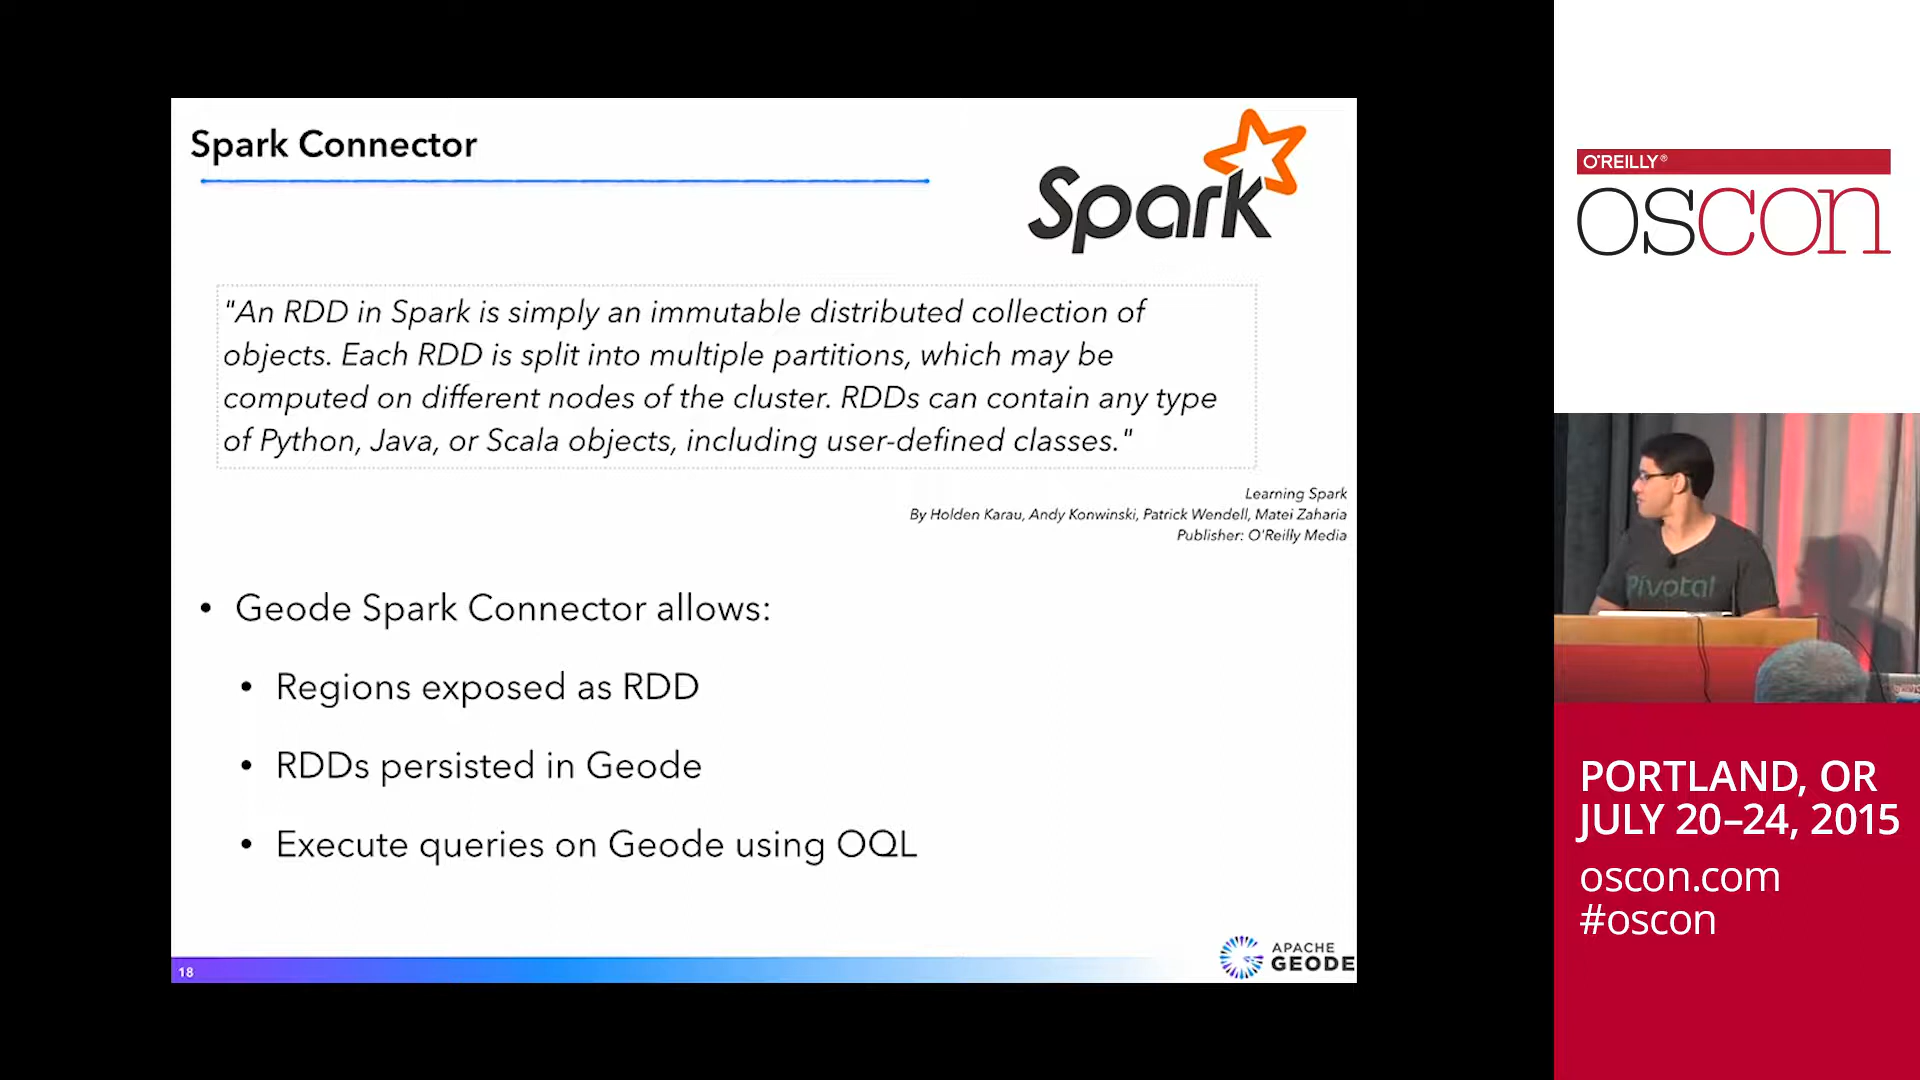 Spark Connector
Spark
"An RDD in Spark is simply an immutable distributed collection of
objects. Each RDD is split into multiple partitions, which may be
computed on different nodes of the cluster. RDDs can contain any type
of Python, Java, or Scala objects, including user-defined classes."
Learning Spark
By Holden Karau, Andy Konwinski, Patrick Wendell, Matei Zaharia
Publisher: O'Reilly Media
• Geode Spark Connector allows:
• Regions exposed as RDD
• RDDs persisted in Geode
• Execute queries on Geode using OQL
18
APACHE
GEODE
O'REILLY®
OSCON
Pivotal
PORTLAND, OR
JULY 20–24, 2015
oscon.com
#oscon